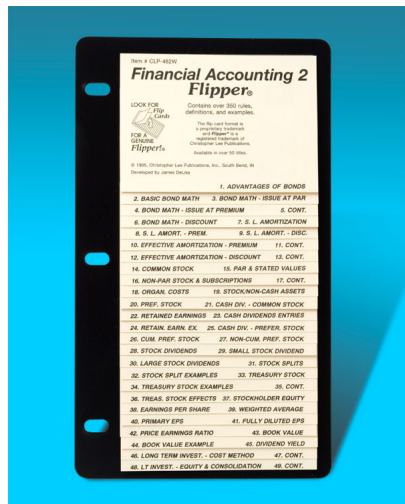 Item # CLP-462W
Financial Accounting 2
Flipper®
LOOK FOR
Flip
Cards
FOR A
GENUINE
Flipper!®
Contains over 350 rules,
definitions, and examples.
The flip card format is
a proprietary trademark
and Flipper® is a
registered trademark of
Christopher Lee Publications.
Available in over 50 titles.
© 1995, Christopher Lee Publications, Inc., South Bend, IN
Developed by James DeLisa
1. ADVANTAGES OF BONDS
2. BASIC BOND MATH 3. BOND MATH - ISSUE AT PAR
4. BOND MATH - ISSUE AT PREMIUM 5. CONT.
6. BOND MATH - DISCOUNT 7. S. L. AMORTIZATION
8. S. L. AMORT. - PREM. 9. S. L. AMORT. - DISC.
10. EFFECTIVE AMORTIZATION - PREMIUM 11. CONT.
12. EFFECTIVE AMORTIZATION - DISCOUNT 13. CONT.
14. COMMON STOCK 15. PAR & STATED VALUES
16. NON-PAR STOCK & SUBSCRIPTIONS 17. CONT.
18. ORGAN. COSTS 19. STOCK/NON-CASH ASSETS
20. PREF. STOCK 21. CASH DIV. - COMMON STOCK
22. RETAINED EARNINGS 23. CASH DIVIDENDS ENTRIES
24. RETAIN. EARN. EX. 25. CASH DIV. - PREFER. STOCK
26. CUM. PREF. STOCK 27. NON-CUM. PREF. STOCK
28. STOCK DIVIDENDS 29. SMALL STOCK DIVIDEND
30. LARGE STOCK DIVIDENDS 31. STOCK SPLITS
32. STOCK SPLIT EXAMPLES 33. TREASURY STOCK
34. TREASURY STOCK EXAMPLES 35. CONT.
36. TREAS. STOCK EFFECTS 37. STOCKHOLDER EQUITY
38. EARNINGS PER SHARE 39. WEIGHTED AVERAGE
40. PRIMARY EPS 41. FULLY DILUTED EPS
42. PRICE EARNINGS RATIO 43. BOOK VALUE
44. BOOK VALUE EXAMPLE 45. DIVIDEND YIELD
46. LONG TERM INVEST. - COST METHOD 47. CONT.
48. LT INVEST. - EQUITY & CONSOLIDATION 49. CONT.